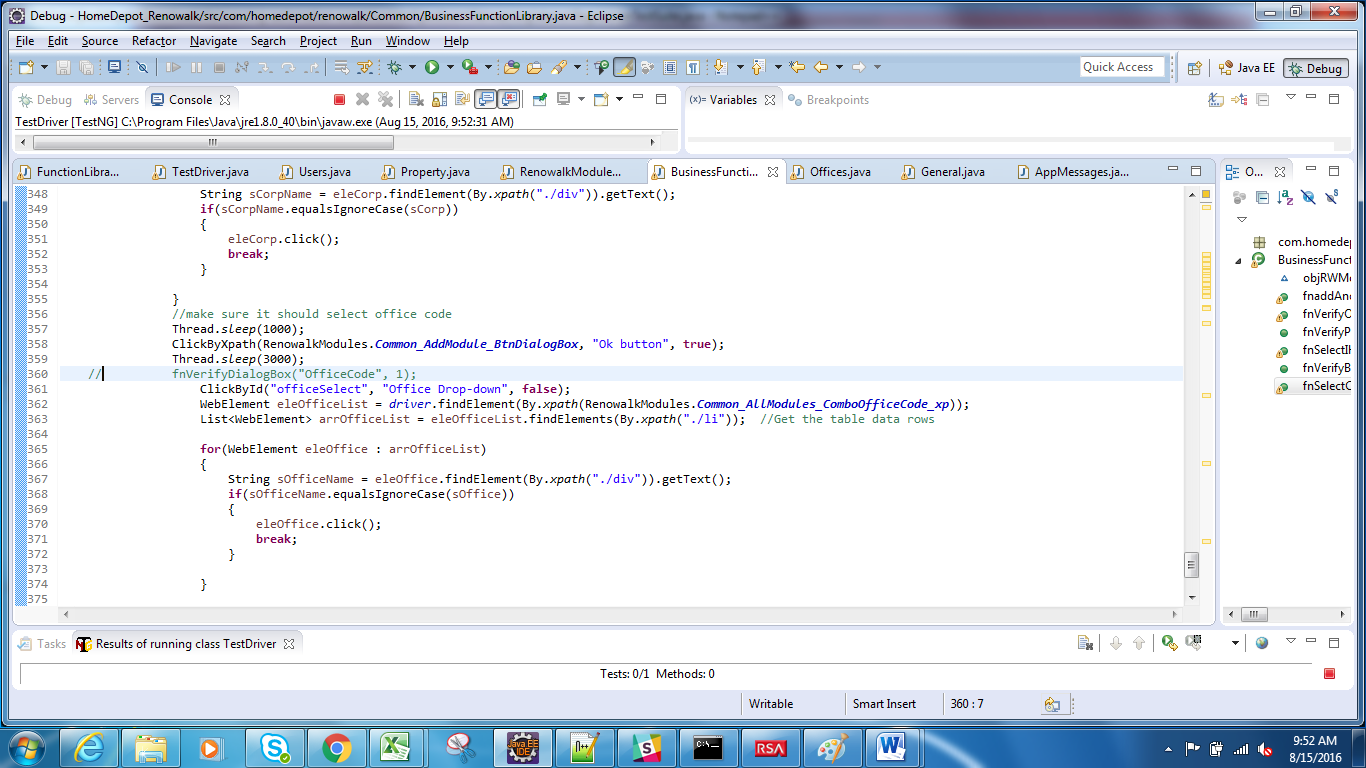 Debug - HomeDepot_Renowalk/src/com/homedepot/renowalk/Common/BusinessFunctionLibrary.java - Eclipse
File Edit Source Refactor Navigate Search Project Run Window Help
Quick Access Java EE Debug
Debug Servers Console
(x)= Variables Breakpoints
TestDriver [TestNG] C:\Program Files\Java\jre1.8.0_40\bin\javaw.exe (Aug 15, 2016, 9:52:31 AM)
FunctionLibra... TestDriver.java Users.java Property.java RenowalkModule... BusinessFuncti... Offices.java General.java AppMessages.ja... O...
348 String sCorpName = eleCorp.findElement(By.xpath("./div")).getText();
349 if(sCorpName.equalsIgnoreCase(sCorp))
350 {
351 eleCorp.click();
352 break;
353 }
354
355 }
356 //make sure it should select office code
357 Thread.sleep(1000);
358 ClickByXpath(RenowalkModules.Common_AddModule_BtnDialogBox, "Ok button", true);
359 Thread.sleep(3000);
360 // fnVerifyDialogBox("OfficeCode", 1);
361 ClickById("officeSelect", "Office Drop-down", false);
362 WebElement eleOfficeList = driver.findElement(By.xpath(RenowalkModules.Common_AllModules_ComboOfficeCode_xp));
363 List<WebElement> arrOfficeList = eleOfficeList.findElements(By.xpath("./li")); //Get the table data rows
364
365 for(WebElement eleOffice : arrOfficeList)
366 {
367 String sOfficeName = eleOffice.findElement(By.xpath("./div")).getText();
368 if(sOfficeName.equalsIgnoreCase(sOffice))
369 {
370 eleOffice.click();
371 break;
372 }
373
374 }
375
com.homedep
BusinessFunct
objRWMo
fnaddAnd
fnVerifyO
fnVerifyP
fnSelectIH
fnVerifyB
fnSelectC
Tasks Results of running class TestDriver
Tests: 0/1 Methods: 0
Writable Smart Insert 360 : 7
Java EE
IDE
C:\
RSA
9:52 AM
8/15/2016